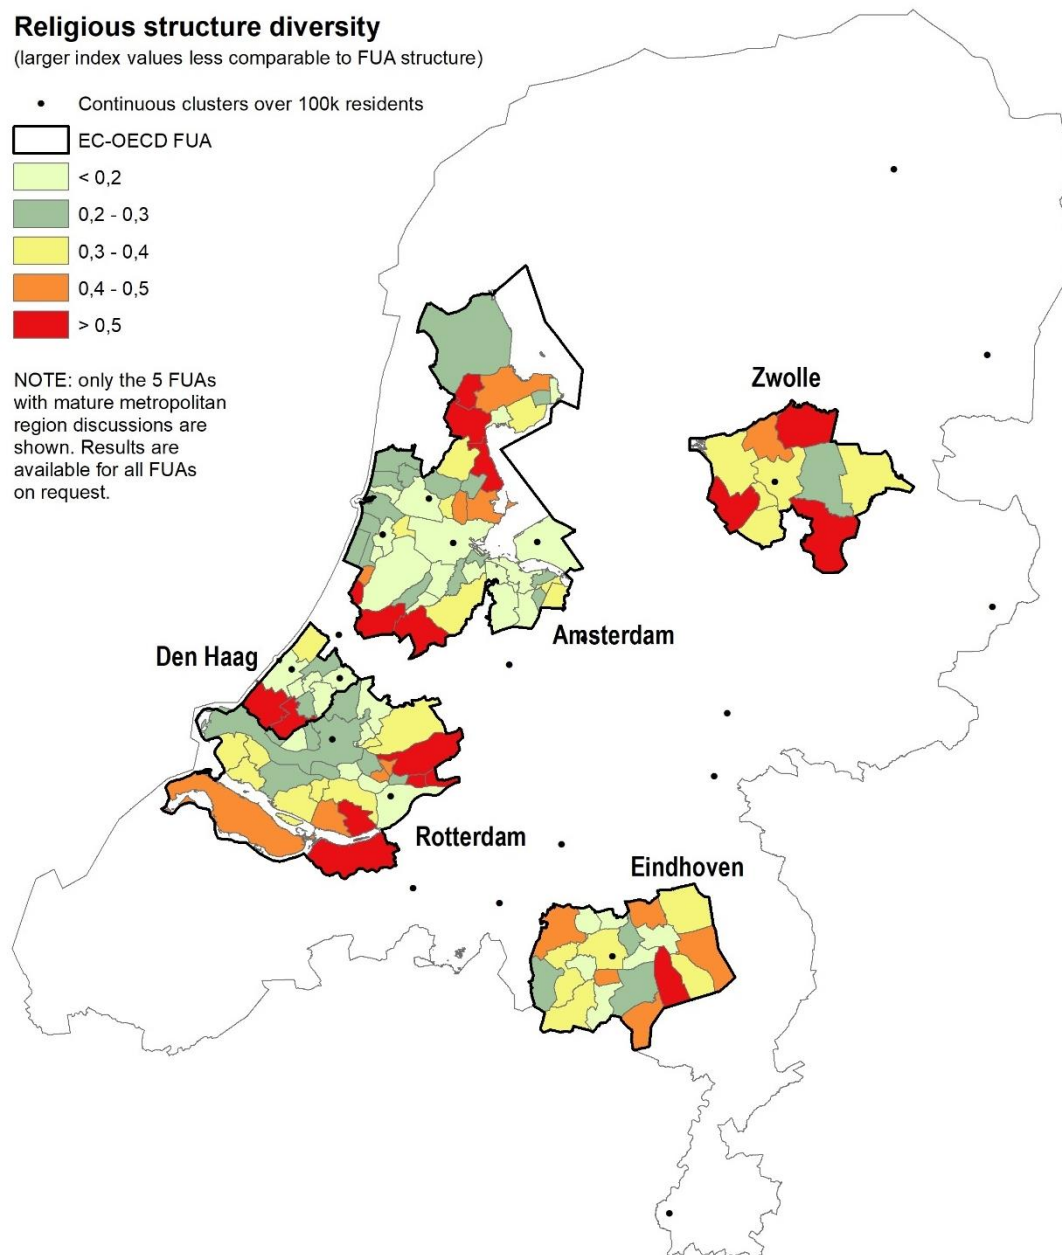 Religious structure diversity
(larger index values less comparable to FUA structure)
Continuous clusters over 100k residents
EC-OECD FUA
< 0,2
0,2 - 0,3
0,3 - 0,4
0,4 - 0,5
> 0,5
NOTE: only the 5 FUAs
with mature metropolitan
region discussions are
shown. Results are
available for all FUAs
on request.
Zwolle
Amsterdam
Den Haag
Rotterdam
Eindhoven